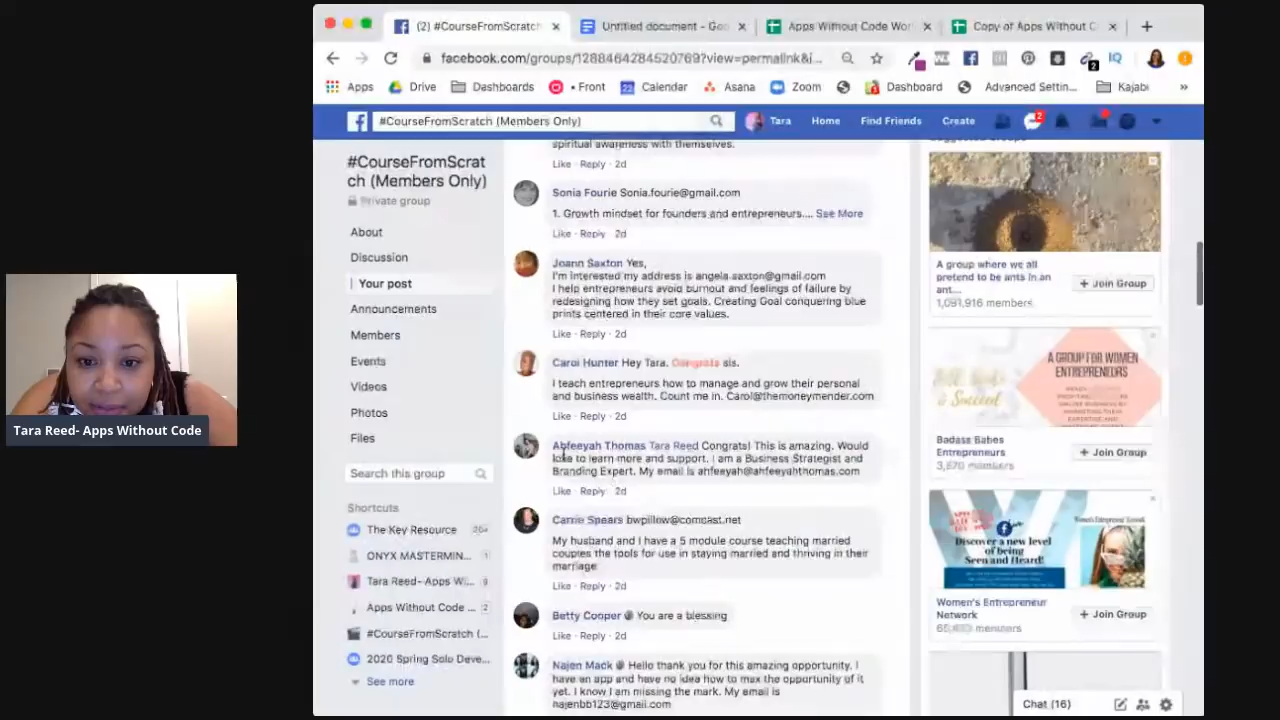 (2) #CourseFromScratch
Untitled document - Goo
Apps Without Code Wor
Copy of Apps Without C
facebook.com/groups/1288464284520769?view=permalink&i...
2
Apps
Drive
Dashboards
Asana
• Front
22
Calendar
Zoom
Dashboard
Advanced Settin...
Kajabi
»
#CourseFromScratch (Members Only)
Tara
Home
Find Friends
Create
2
#CourseFromScrat
ch (Members Only)
Private group
About
Discussion
Your post
Announcements
Members
Events
Videos
Photos
Files
Search this group
Shortcuts
The Key Resource
ONYX MASTERMIN...
1
Tara Reed- Apps Wi...
Apps Without Code ...
2
#CourseFromScratch (...
2020 Spring Solo Deve...
See more
spiritual awareness with themselves.
Like · Reply · 2d
Sonia Fourie Sonia.fourie@gmail.com
1. Growth mindset for founders and entrepreneurs.... See More
Like · Reply · 2d
Joann Saxton Yes,
I'm interested my address is angela.saxton@gmail.com
I help entrepreneurs avoid burnout and feelings of failure by
redesigning how they set goals. Creating Goal conquering blue
prints centered in their core values.
Like · Reply · 2d
Carol Hunter Hey Tara. Congrats sis.
I teach entrepreneurs how to manage and grow their personal
and business wealth. Count me in. Carol@themoneymender.com
Like · Reply · 2d
Ahfeeyah Thomas Tara Reed Congrats! This is amazing. Would
love to learn more and support. I am a Business Strategist and
Branding Expert. My email is ahfeeyah@ahfeeyahthomas.com
Like · Reply · 2d
Carrie Spears bwpillow@comcast.net
My husband and I have a 5 module course teaching married
couples the tools for use in staying married and thriving in their
marriage
Like · Reply · 2d
Betty Cooper You are a blessing
Like · Reply · 2d
Najen Mack Hello thank you for this amazing opportunity. I
have an app and have no idea how to max the opportunity of it
yet. I know I am missing the mark. My email is
najenbb123@gmail.com
Suggested Groups
A group where we all
pretend to be ants in an
ant...
1,091,916 members
+ Join Group
A GROUP FOR WOMEN
ENTREPRENEURS
& Succeed
Badass Babes
Entrepreneurs
members
+ Join Group
Discover a new level
of being
Seen and Heard!
Women's Entrepreneur
Network
members
+ Join Group
Chat (16)
Tara Reed- Apps Without Code